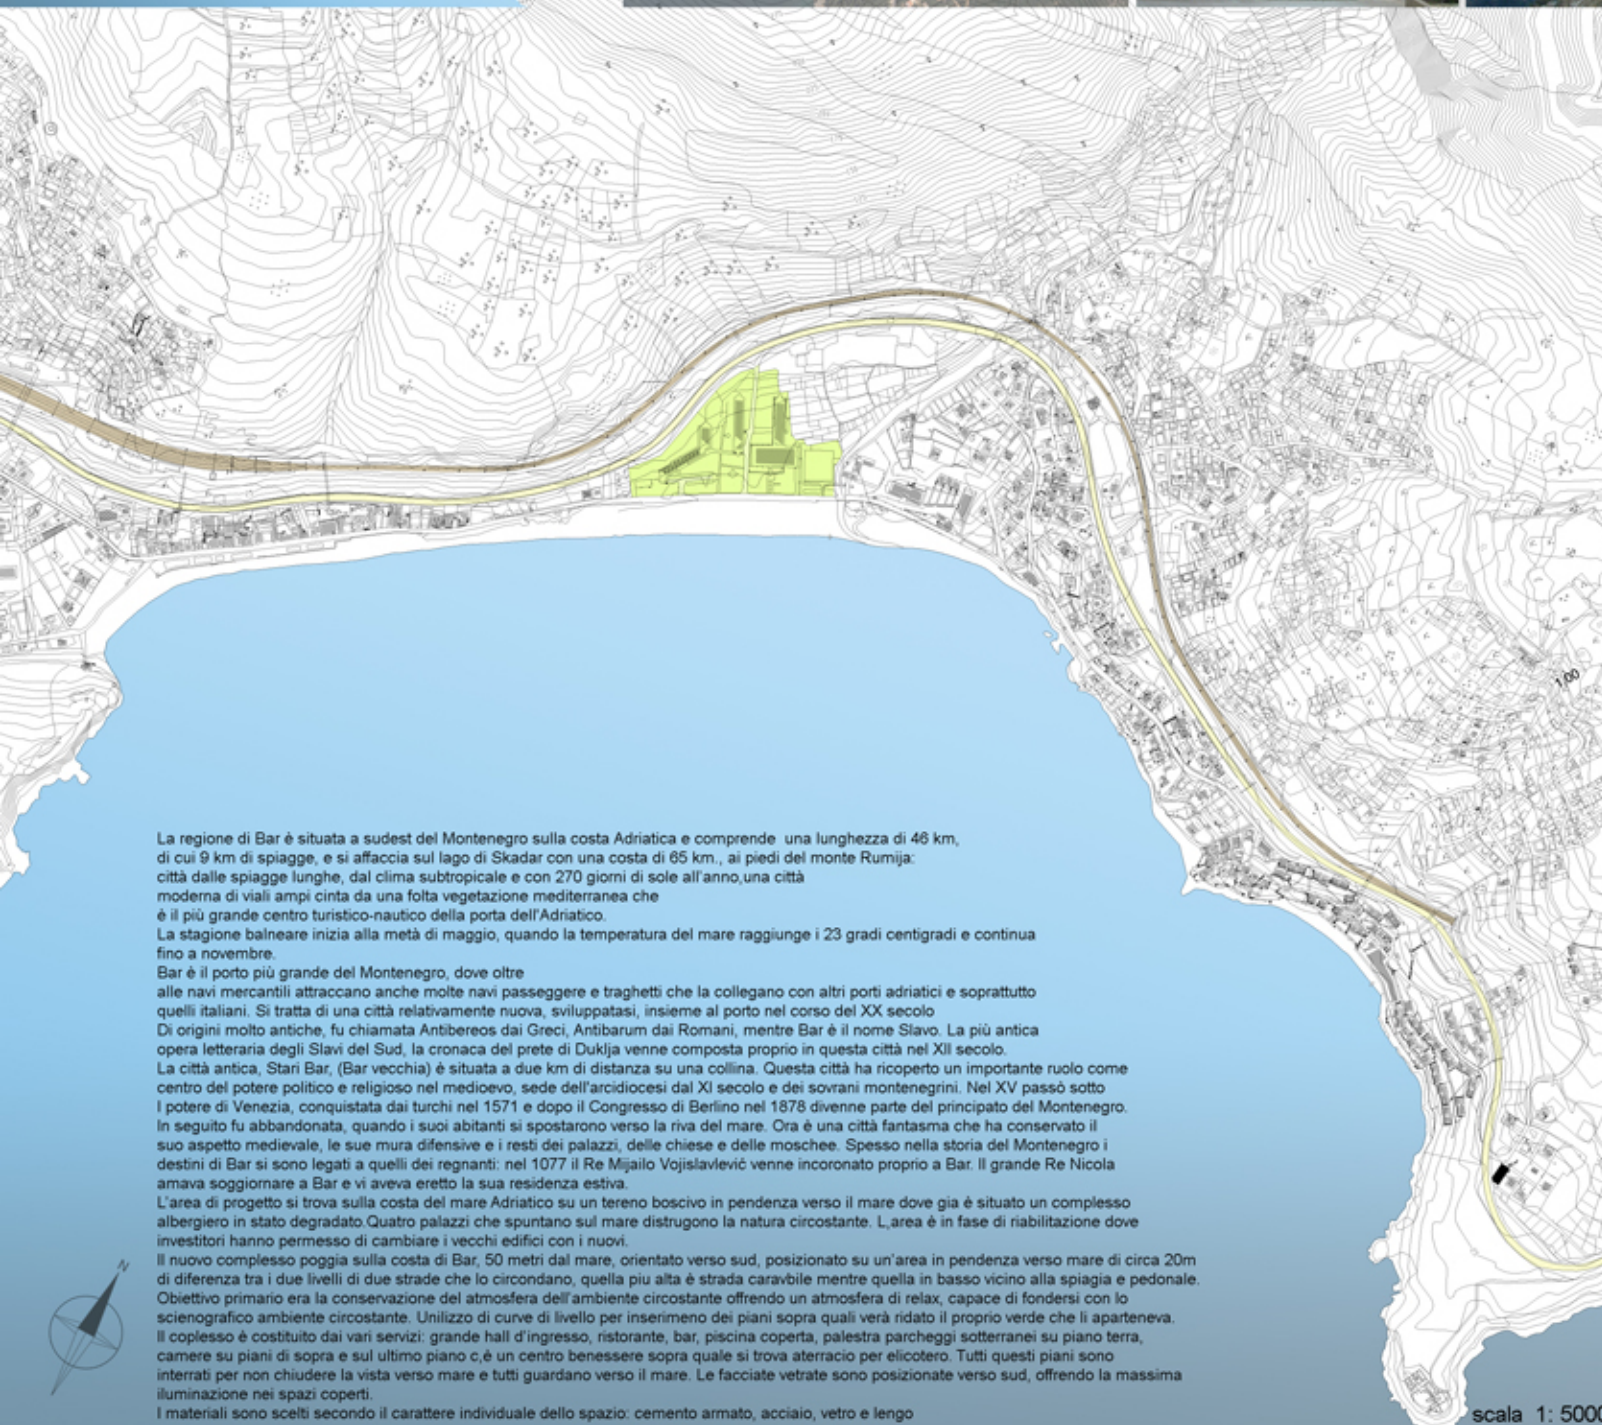 La regione di Bar è situata a sudest del Montenegro sulla costa Adriatica e comprende una lunghezza di 46 km,
di cui 9 km di spiagge, e si affaccia sul lago di Skadar con una costa di 65 km., ai piedi del monte Rumija:
città dalle spiagge lunghe, dal clima subtropicale e con 270 giorni di sole all'anno,una città
moderna di viali ampi cinta da una folta vegetazione mediterranea che
è il più grande centro turistico-nautico della porta dell'Adriatico.
La stagione balneare inizia alla metà di maggio, quando la temperatura del mare raggiunge i 23 gradi centigradi e continua
fino a novembre.
Bar è il porto più grande del Montenegro, dove oltre
alle navi mercantili attraccano anche molte navi passeggere e traghetti che la collegano con altri porti adriatici e soprattutto
quelli italiani. Si tratta di una città relativamente nuova, sviluppatasi, insieme al porto nel corso del XX secolo
Di origini molto antiche, fu chiamata Antibereos dai Greci, Antibarum dai Romani, mentre Bar è il nome Slavo. La più antica
opera letteraria degli Slavi del Sud, la cronaca del prete di Duklja venne composta proprio in questa città nel XII secolo.
La città antica, Stari Bar, (Bar vecchia) è situata a due km di distanza su una collina. Questa città ha ricoperto un importante ruolo come
centro del potere politico e religioso nel medioevo, sede dell'arcidiocesi dal XI secolo e dei sovrani montenegrini. Nel XV passò sotto
l potere di Venezia, conquistata dai turchi nel 1571 e dopo il Congresso di Berlino nel 1878 divenne parte del principato del Montenegro.
In seguito fu abbandonata, quando i suoi abitanti si spostarono verso la riva del mare. Ora è una città fantasma che ha conservato il
suo aspetto medievale, le sue mura difensive e i resti dei palazzi, delle chiese e delle moschee. Spesso nella storia del Montenegro i
destini di Bar si sono legati a quelli dei regnanti: nel 1077 il Re Mijailo Vojislavlević venne incoronato proprio a Bar. Il grande Re Nicola
amava soggiornare a Bar e vi aveva eretto la sua residenza estiva.
L'area di progetto si trova sulla costa del mare Adriatico su un tereno boscivo in pendenza verso il mare dove gia è situato un complesso
albergiero in stato degradato.Quatro palazzi che spuntano sul mare distrugono la natura circostante. L,area è in fase di riabilitazione dove
investitori hanno permesso di cambiare i vecchi edifici con i nuovi.
Il nuovo complesso poggia sulla costa di Bar, 50 metri dal mare, orientato verso sud, posizionato su un'area in pendenza verso mare di circa 20m
di diferenza tra i due livelli di due strade che lo circondano, quella piu alta è strada caravbile mentre quella in basso vicino alla spiagia e pedonale.
Obiettivo primario era la conservazione del atmosfera dell'ambiente circostante offrendo un atmosfera di relax, capace di fondersi con lo
scienografico ambiente circostante. Unilizzo di curve di livello per inserimeno dei piani sopra quali verà ridato il proprio verde che li aparteneva.
Il coplesso è costituito dai vari servizi: grande hall d'ingresso, ristorante, bar, piscina coperta, palestra parcheggi sotterranei su piano terra,
camere su piani di sopra e sul ultimo piano c,è un centro benessere sopra quale si trova aterracio per elicotero. Tutti questi piani sono
interrati per non chiudere la vista verso mare e tutti guardano verso il mare. Le facciate vetrate sono posizionate verso sud, offrendo la massima
iluminazione nei spazi coperti.
I materiali sono scelti secondo il carattere individuale dello spazio: cemento armato, acciaio, vetro e lengo
N
1,00
scala 1: 5000